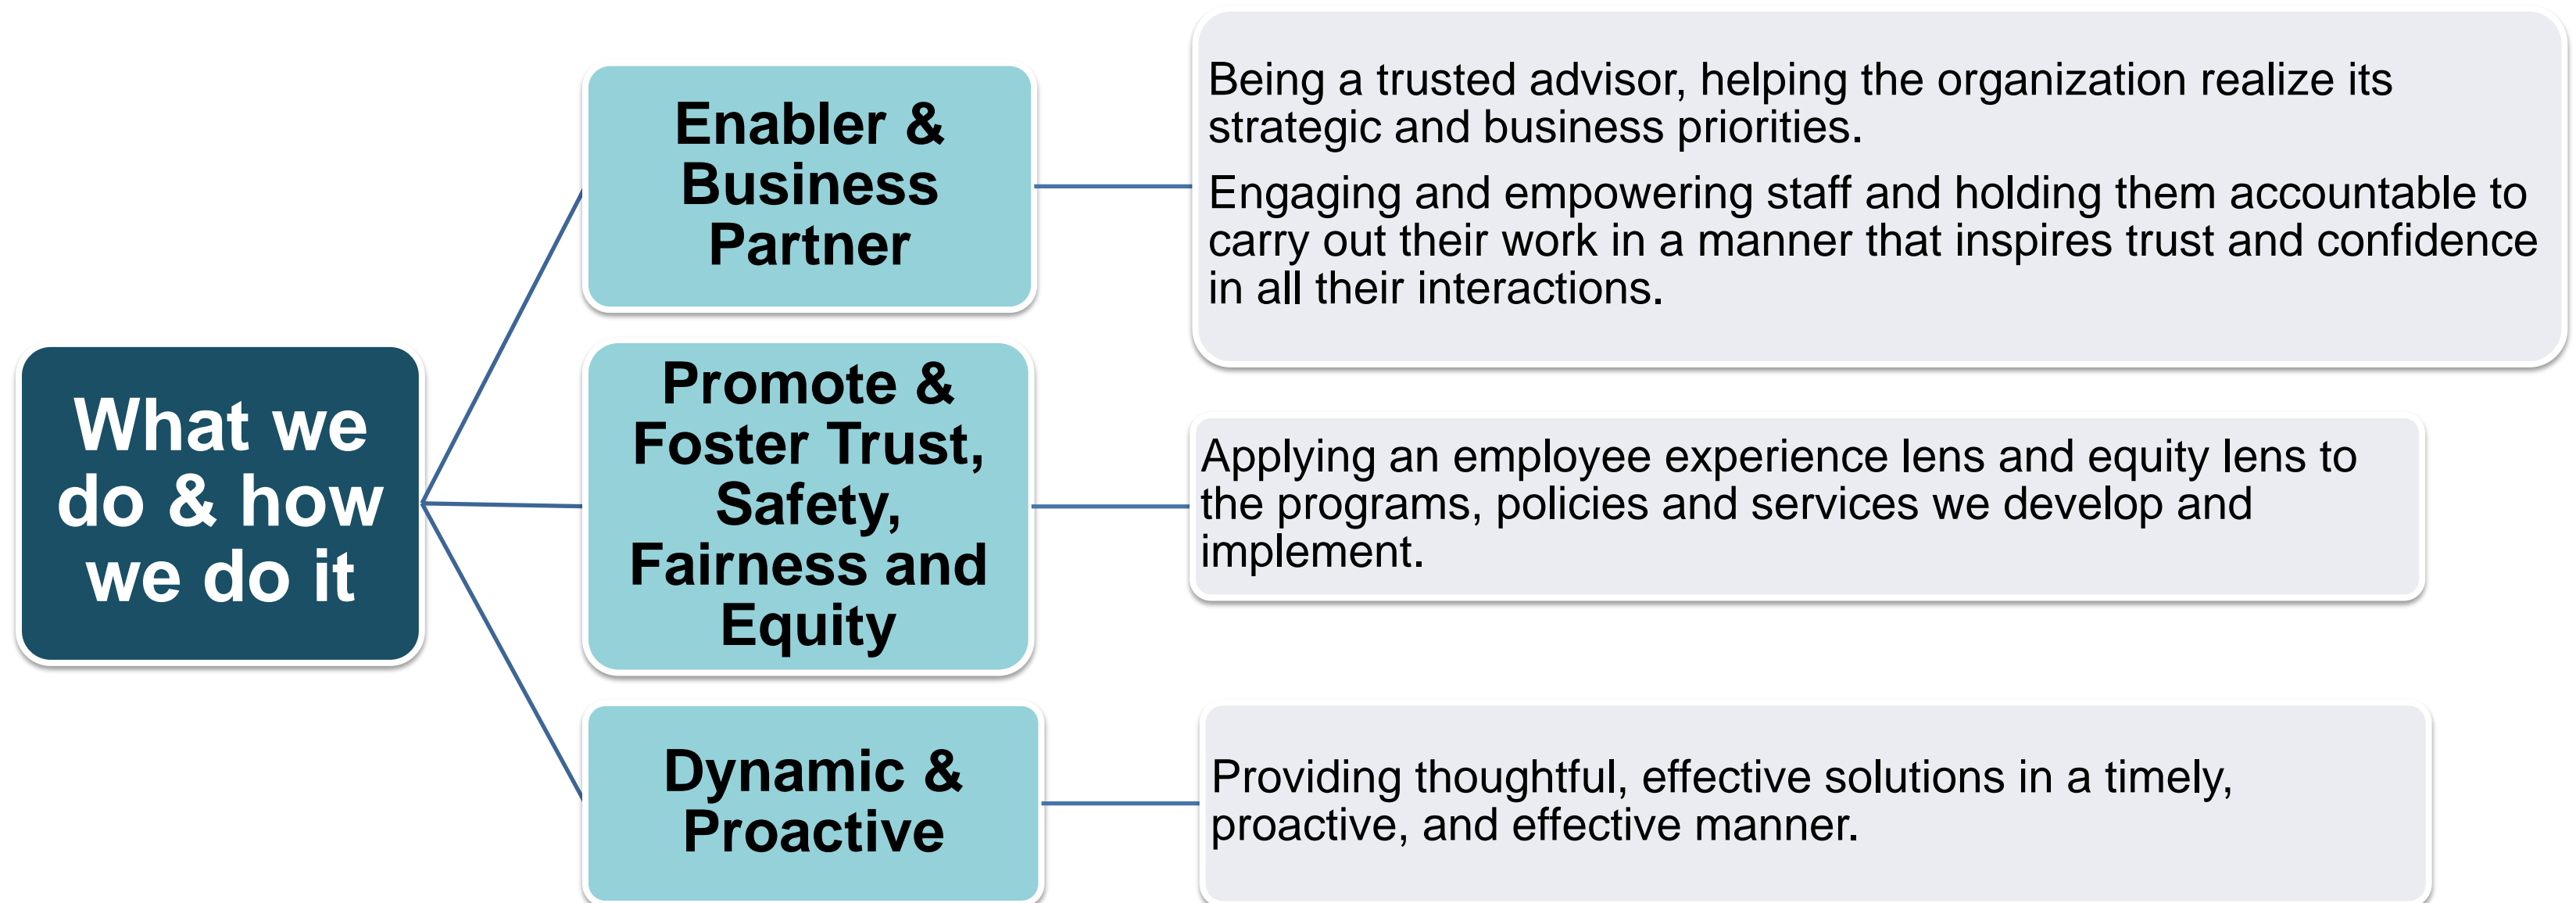 What we
do & how
we do it
Enabler &
Business
Partner
Being a trusted advisor, helping the organization realize its
strategic and business priorities.
Engaging and empowering staff and holding them accountable to
carry out their work in a manner that inspires trust and confidence
in all their interactions.
Promote &
Foster Trust,
Safety,
Fairness and
Equity
Applying an employee experience lens and equity lens to
the programs, policies and services we develop and
implement.
Dynamic &
Proactive
Providing thoughtful, effective solutions in a timely,
proactive, and effective manner.